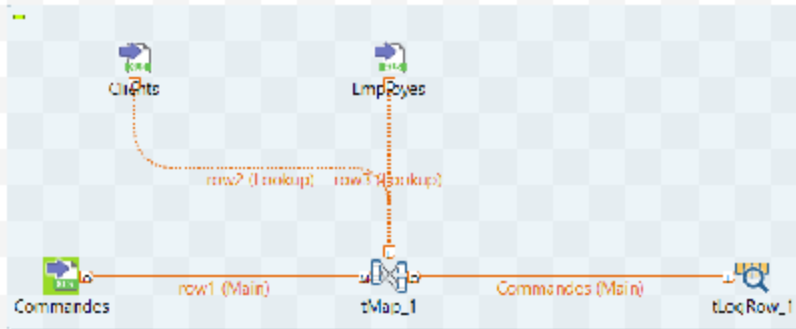 Clients
Employes
row2 (Lookup)
row3 (Lookup)
row1 (Main)
Commandes (Main)
Commandes
tMap_1
tLogRow_1